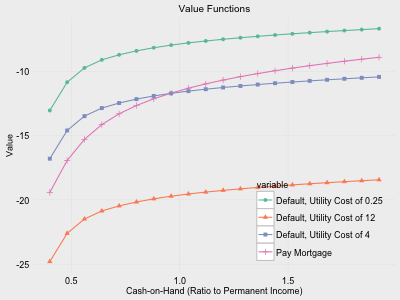 Value Functions
-10
-15
-20
-25
Value
0.5
1.0
1.5
Cash-on-Hand (Ratio to Permanent Income)
variable
Default, Utility Cost of 0.25
Default, Utility Cost of 12
Default, Utility Cost of 4
Pay Mortgage